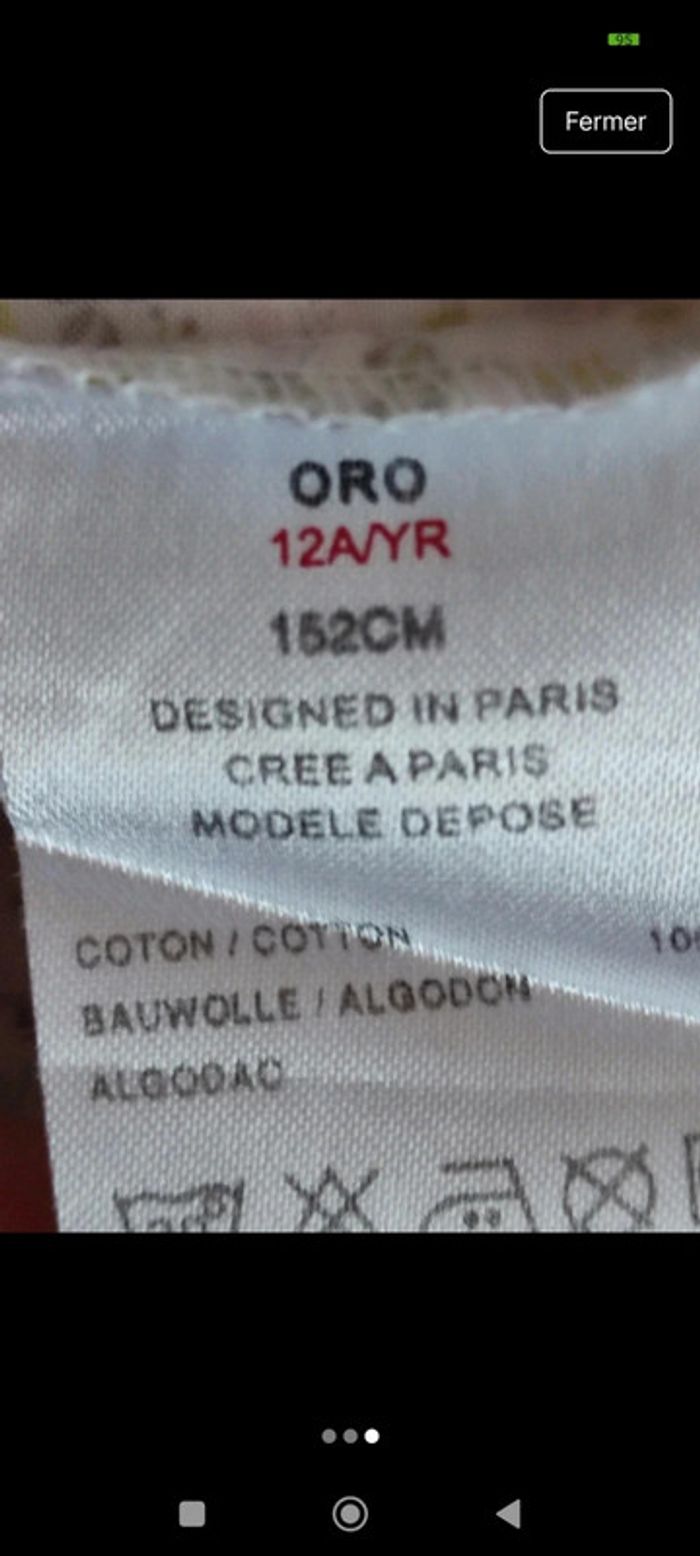 95
Fermer
ORO
12A/YR
152CM
DESIGNED IN PARIS
CREE A PARIS
MODELE DEPOSE
COTON / COTTON
BAUWOLLE / ALGODON
ALGODAO